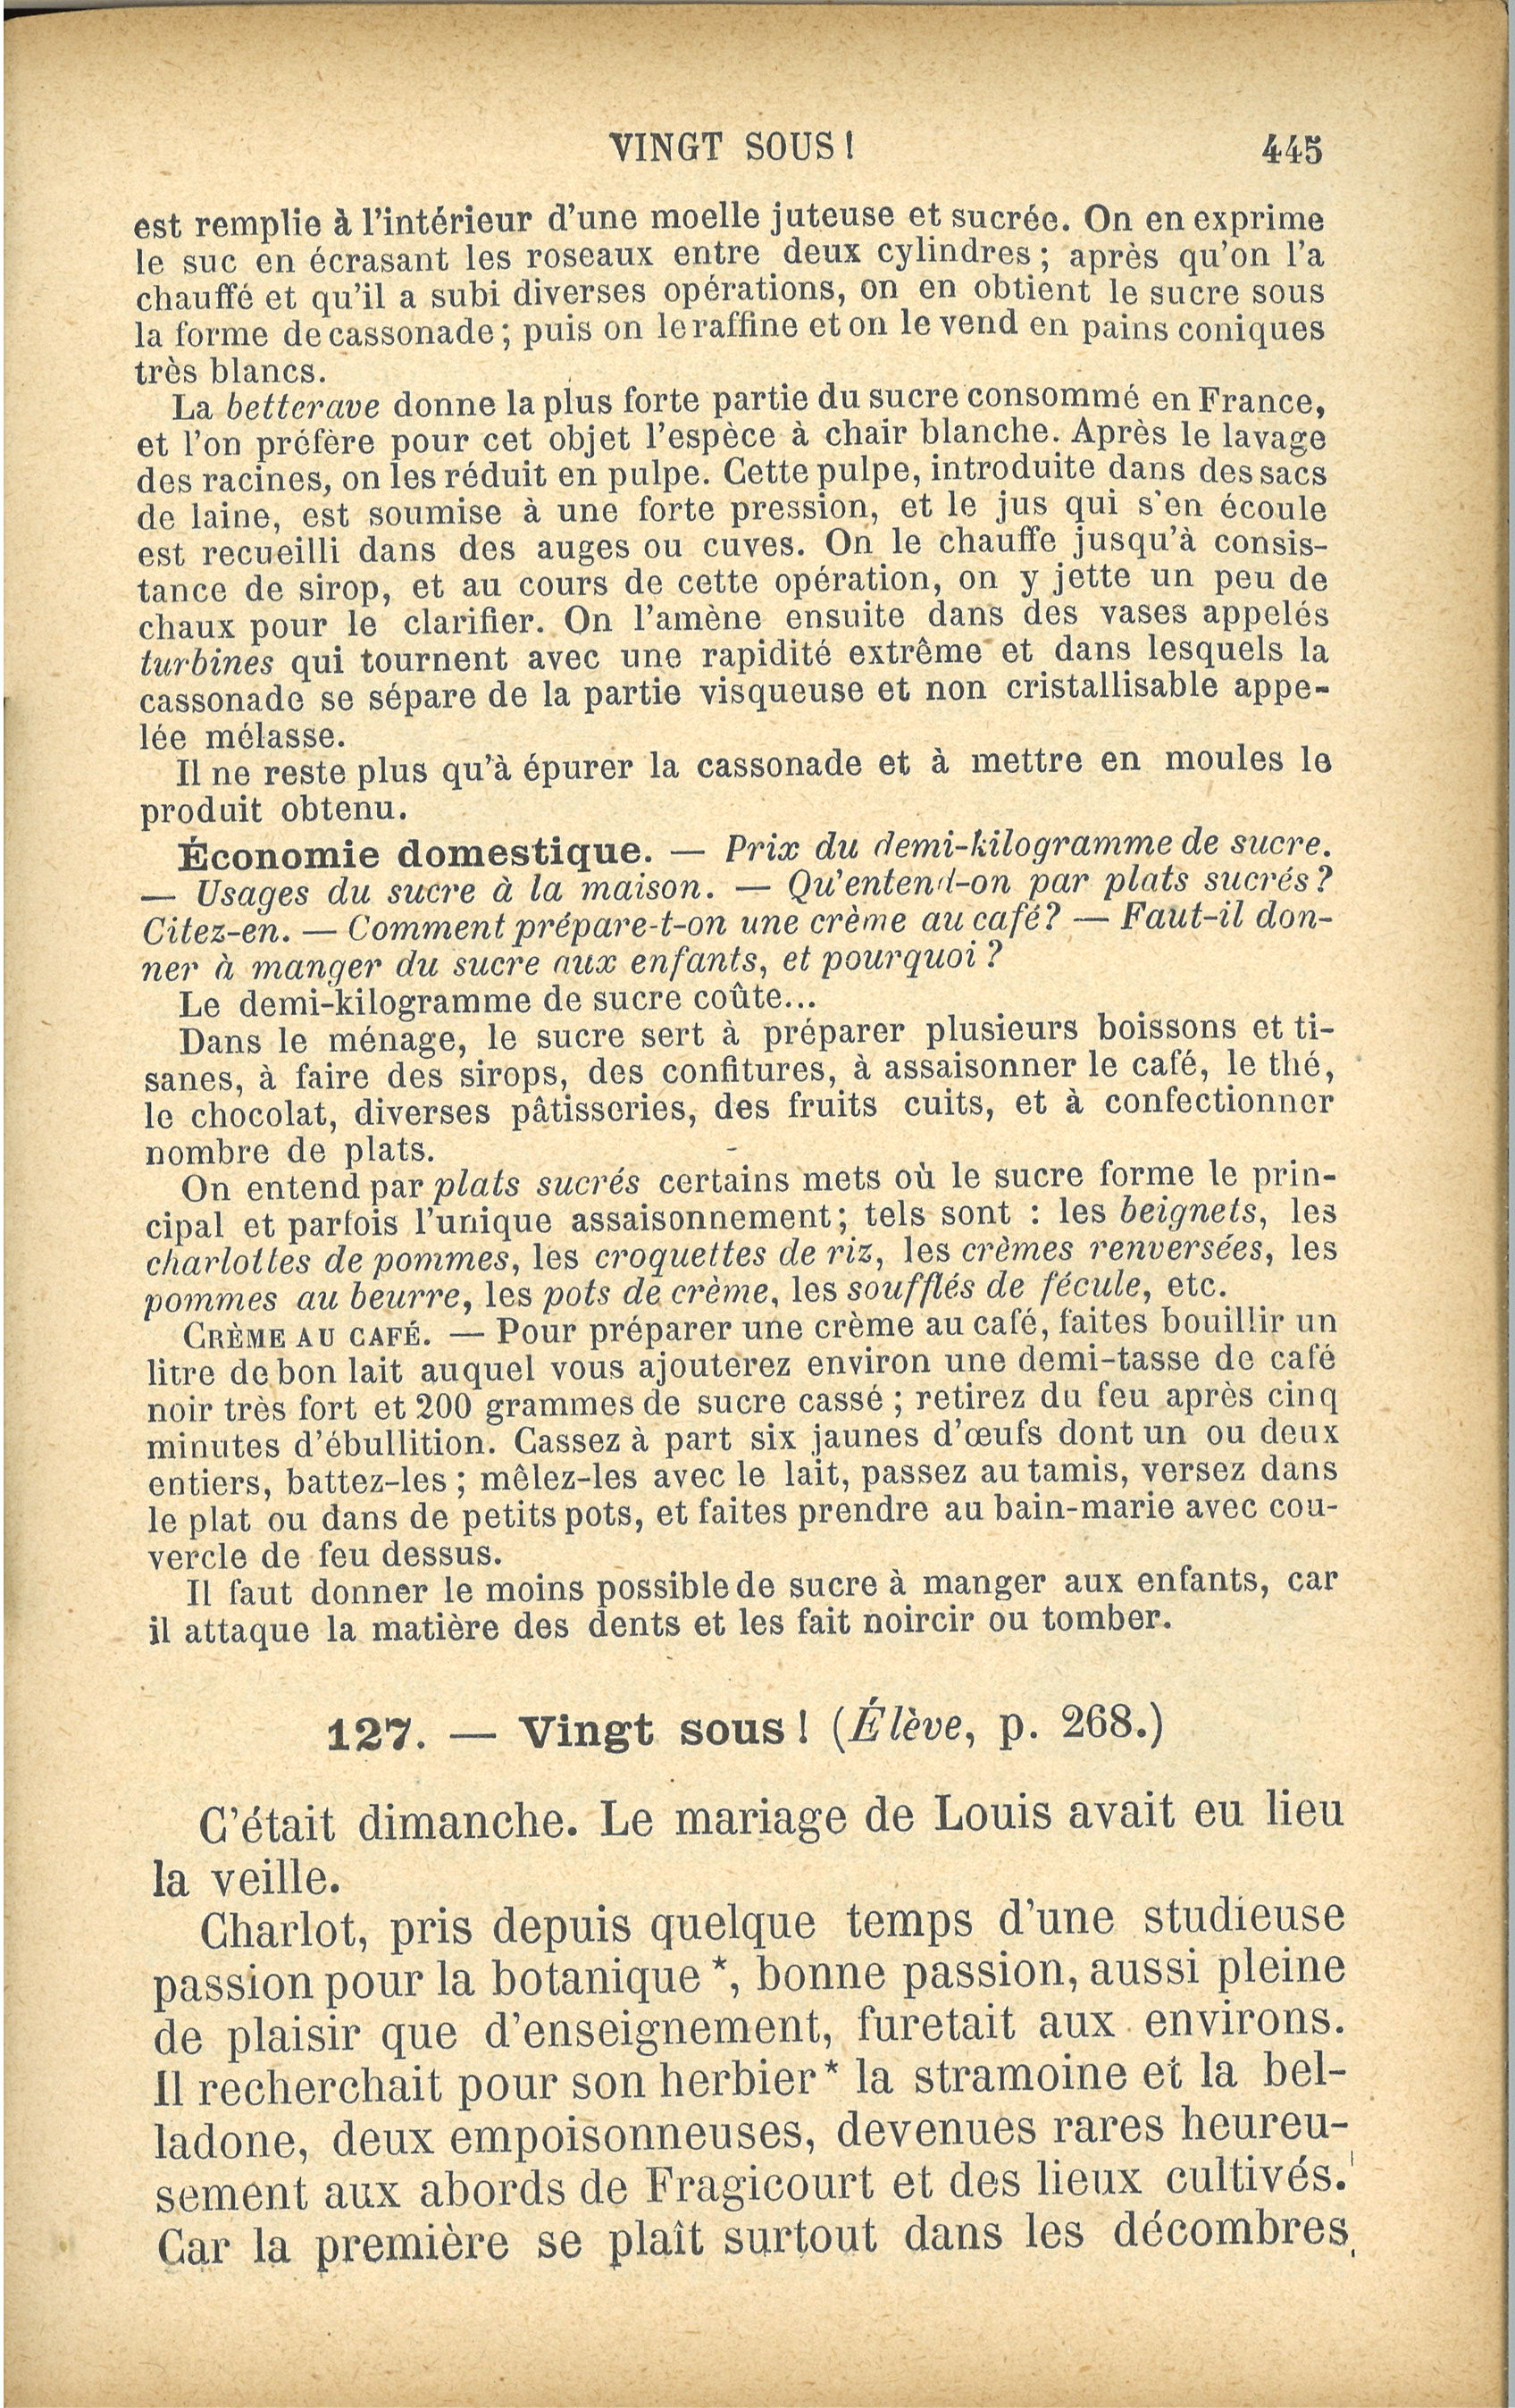 VINGT SOUS! 445
est remplie à l'intérieur d'une moelle juteuse et sucrée. On en exprime
le suc en écrasant les roseaux entre deux cylindres; après qu'on l'a
chauffé et qu'il a subi diverses opérations, on en obtient le sucre sous
la forme de cassonade; puis on le raffine et on le vend en pains coniques
très blancs.
La betterave donne la plus forte partie du sucre consommé en France,
et l'on préfère pour cet objet l'espèce à chair blanche. Après le lavage
des racines, on les réduit en pulpe. Cette pulpe, introduite dans des sacs
de laine, est soumise à une forte pression, et le jus qui s'en écoule
est recueilli dans des auges ou cuves. On le chauffe jusqu'à consis-
tance de sirop, et au cours de cette opération, on y jette un peu de
chaux pour le clarifier. On l'amène ensuite dans des vases appelés
turbines qui tournent avec une rapidité extrême et dans lesquels la
cassonade se sépare de la partie visqueuse et non cristallisable appe-
lée mélasse.
Il ne reste plus qu'à épurer la cassonade et à mettre en moules le
produit obtenu.
Économie domestique. — Prix du demi-kilogramme de sucre.
— Usages du sucre à la maison. — Qu'entend-on par plats sucrés?
Citez-en. — Comment prépare-t-on une crème au café? — Faut-il don-
ner à manger du sucre aux enfants, et pourquoi?
Le demi-kilogramme de sucre coûte...
Dans le ménage, le sucre sert à préparer plusieurs boissons et ti-
sanes, à faire des sirops, des confitures, à assaisonner le café, le thé,
le chocolat, diverses pâtisseries, des fruits cuits, et à confectionner
nombre de plats.
On entend par plats sucrés certains mets où le sucre forme le prin-
cipal et parfois l'unique assaisonnement; tels sont : les beignets, les
charlottes de pommes, les croquettes de riz, les crèmes renversées, les
pommes au beurre, les pots de crème, les soufflés de fécule, etc.
CRÈME AU CAFÉ. — Pour préparer une crème au café, faites bouillir un
litre de bon lait auquel vous ajouterez environ une demi-tasse de café
noir très fort et 200 grammes de sucre cassé; retirez du feu après cinq
minutes d'ébullition. Cassez à part six jaunes d'œufs dont un ou deux
entiers, battez-les; mêlez-les avec le lait, passez au tamis, versez dans
le plat ou dans de petits pots, et faites prendre au bain-marie avec cou-
vercle de feu dessus.
Il faut donner le moins possible de sucre à manger aux enfants, car
il attaque la matière des dents et les fait noircir ou tomber.
127. — Vingt sous! (Élève, p. 268.)
C'était dimanche. Le mariage de Louis avait eu lieu
la veille.
Charlot, pris depuis quelque temps d'une studieuse
passion pour la botanique *, bonne passion, aussi pleine
de plaisir que d'enseignement, furetait aux environs.
Il recherchait pour son herbier * la stramoine et la bel-
ladone, deux empoisonneuses, devenues rares heureu-
sement aux abords de Fragicourt et des lieux cultivés.
Car la première se plaît surtout dans les décombres